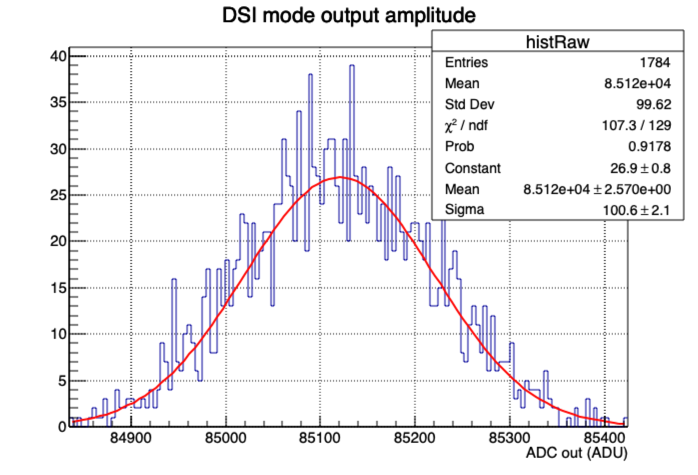 DSI mode output amplitude
histRaw
Entries 1784
Mean 8.512e+04
Std Dev 99.62
χ² / ndf 107.3 / 129
Prob 0.9178
Constant 26.9 ± 0.8
Mean 8.512e+04 ± 2.570e+00
Sigma 100.6 ± 2.1
40
35
30
25
20
15
10
5
0
84900 85000 85100 85200 85300 85400
ADC out (ADU)